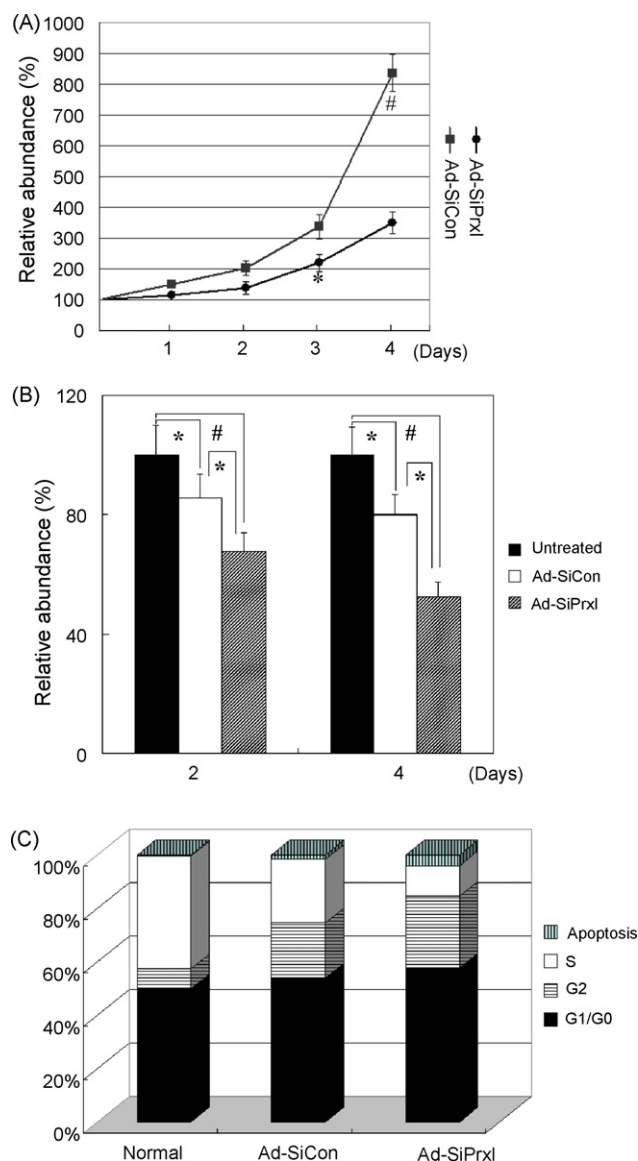 (A)
Relative abundance (%)
1000
900
800
700
600
500
400
300
200
100
0
#
*
1 2 3 4 (Days)
Ad-SiCon
Ad-SiPrxI
(B)
Relative abundance (%)
120
80
40
0
* # *
* # *
2 4 (Days)
Untreated
Ad-SiCon
Ad-SiPrxI
(C)
100%
80%
60%
40%
20%
0%
Normal Ad-SiCon Ad-SiPrxI
Apoptosis
S
G2
G1/G0